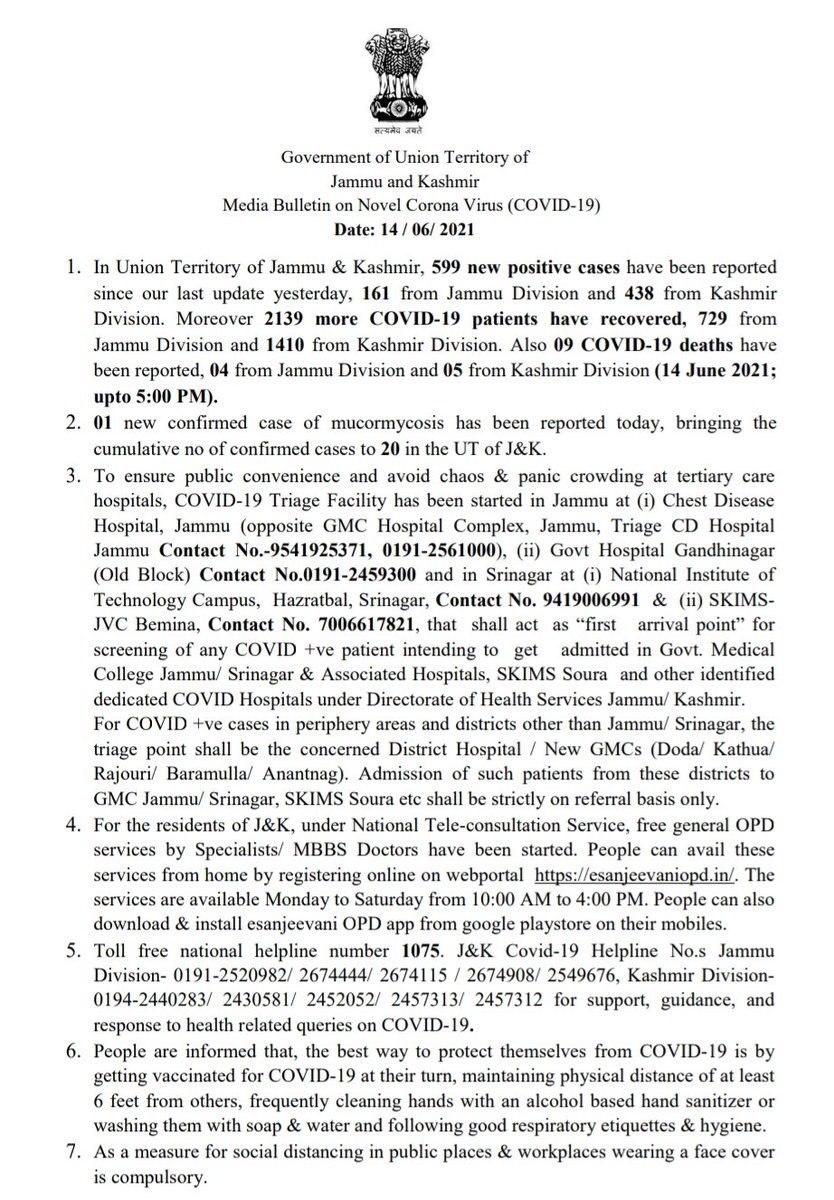 सत्यमेव जयते
Government of Union Territory of
Jammu and Kashmir
Media Bulletin on Novel Corona Virus (COVID-19)
Date: 14 / 06/ 2021
1. In Union Territory of Jammu & Kashmir, 599 new positive cases have been reported
since our last update yesterday, 161 from Jammu Division and 438 from Kashmir
Division. Moreover 2139 more COVID-19 patients have recovered, 729 from
Jammu Division and 1410 from Kashmir Division. Also 09 COVID-19 deaths have
been reported, 04 from Jammu Division and 05 from Kashmir Division (14 June 2021;
upto 5:00 PM).
2. 01 new confirmed case of mucormycosis has been reported today, bringing the
cumulative no of confirmed cases to 20 in the UT of J&K.
3. To ensure public convenience and avoid chaos & panic crowding at tertiary care
hospitals, COVID-19 Triage Facility has been started in Jammu at (i) Chest Disease
Hospital, Jammu (opposite GMC Hospital Complex, Jammu, Triage CD Hospital
Jammu Contact No.-9541925371, 0191-2561000), (ii) Govt Hospital Gandhinagar
(Old Block) Contact No.0191-2459300 and in Srinagar at (i) National Institute of
Technology Campus, Hazratbal, Srinagar, Contact No. 9419006991 & (ii) SKIMS-
JVC Bemina, Contact No. 7006617821, that shall act as “first arrival point” for
screening of any COVID +ve patient intending to get admitted in Govt. Medical
College Jammu/ Srinagar & Associated Hospitals, SKIMS Soura and other identified
dedicated COVID Hospitals under Directorate of Health Services Jammu/ Kashmir.
For COVID +ve cases in periphery areas and districts other than Jammu/ Srinagar, the
triage point shall be the concerned District Hospital / New GMCs (Doda/ Kathua/
Rajouri/ Baramulla/ Anantnag). Admission of such patients from these districts to
GMC Jammu/ Srinagar, SKIMS Soura etc shall be strictly on referral basis only.
4. For the residents of J&K, under National Tele-consultation Service, free general OPD
services by Specialists/ MBBS Doctors have been started. People can avail these
services from home by registering online on webportal https://esanjeevaniopd.in/. The
services are available Monday to Saturday from 10:00 AM to 4:00 PM. People can also
download & install esanjeevani OPD app from google playstore on their mobiles.
5. Toll free national helpline number 1075. J&K Covid-19 Helpline No.s Jammu
Division- 0191-2520982/ 2674444/ 2674115 / 2674908/ 2549676, Kashmir Division-
0194-2440283/ 2430581/ 2452052/ 2457313/ 2457312 for support, guidance, and
response to health related queries on COVID-19.
6. People are informed that, the best way to protect themselves from COVID-19 is by
getting vaccinated for COVID-19 at their turn, maintaining physical distance of at least
6 feet from others, frequently cleaning hands with an alcohol based hand sanitizer or
washing them with soap & water and following good respiratory etiquettes & hygiene.
7. As a measure for social distancing in public places & workplaces wearing a face cover
is compulsory.